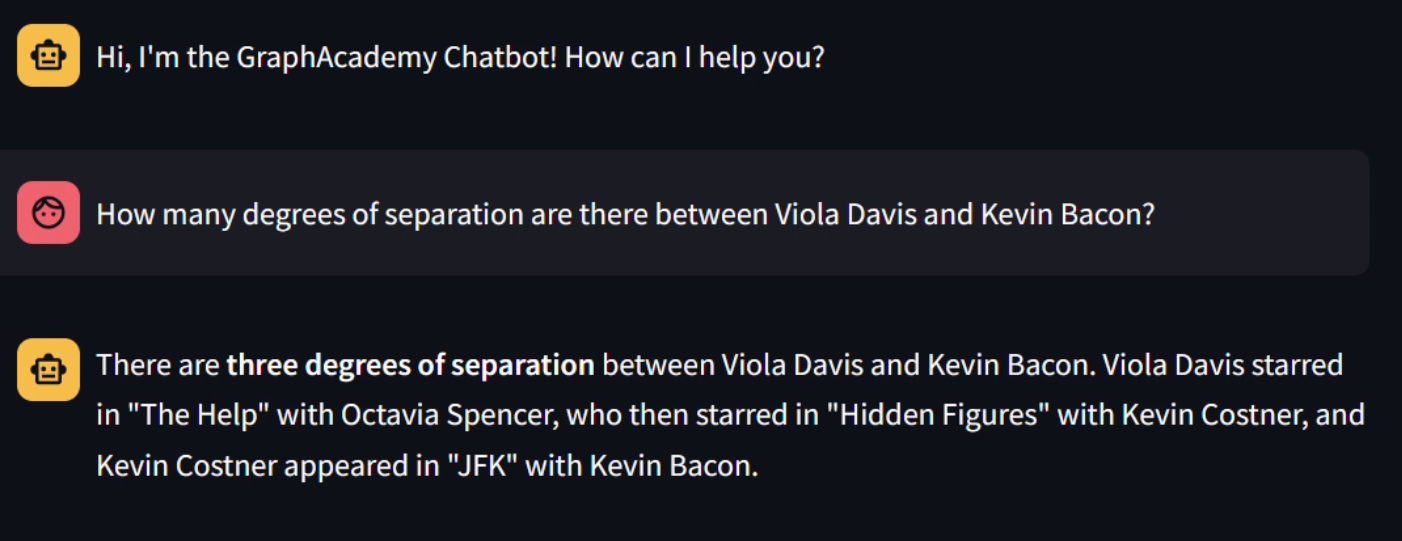 Hi, I'm the GraphAcademy Chatbot! How can I help you?
How many degrees of separation are there between Viola Davis and Kevin Bacon?
There are three degrees of separation between Viola Davis and Kevin Bacon. Viola Davis starred
in "The Help" with Octavia Spencer, who then starred in "Hidden Figures" with Kevin Costner, and
Kevin Costner appeared in "JFK" with Kevin Bacon.